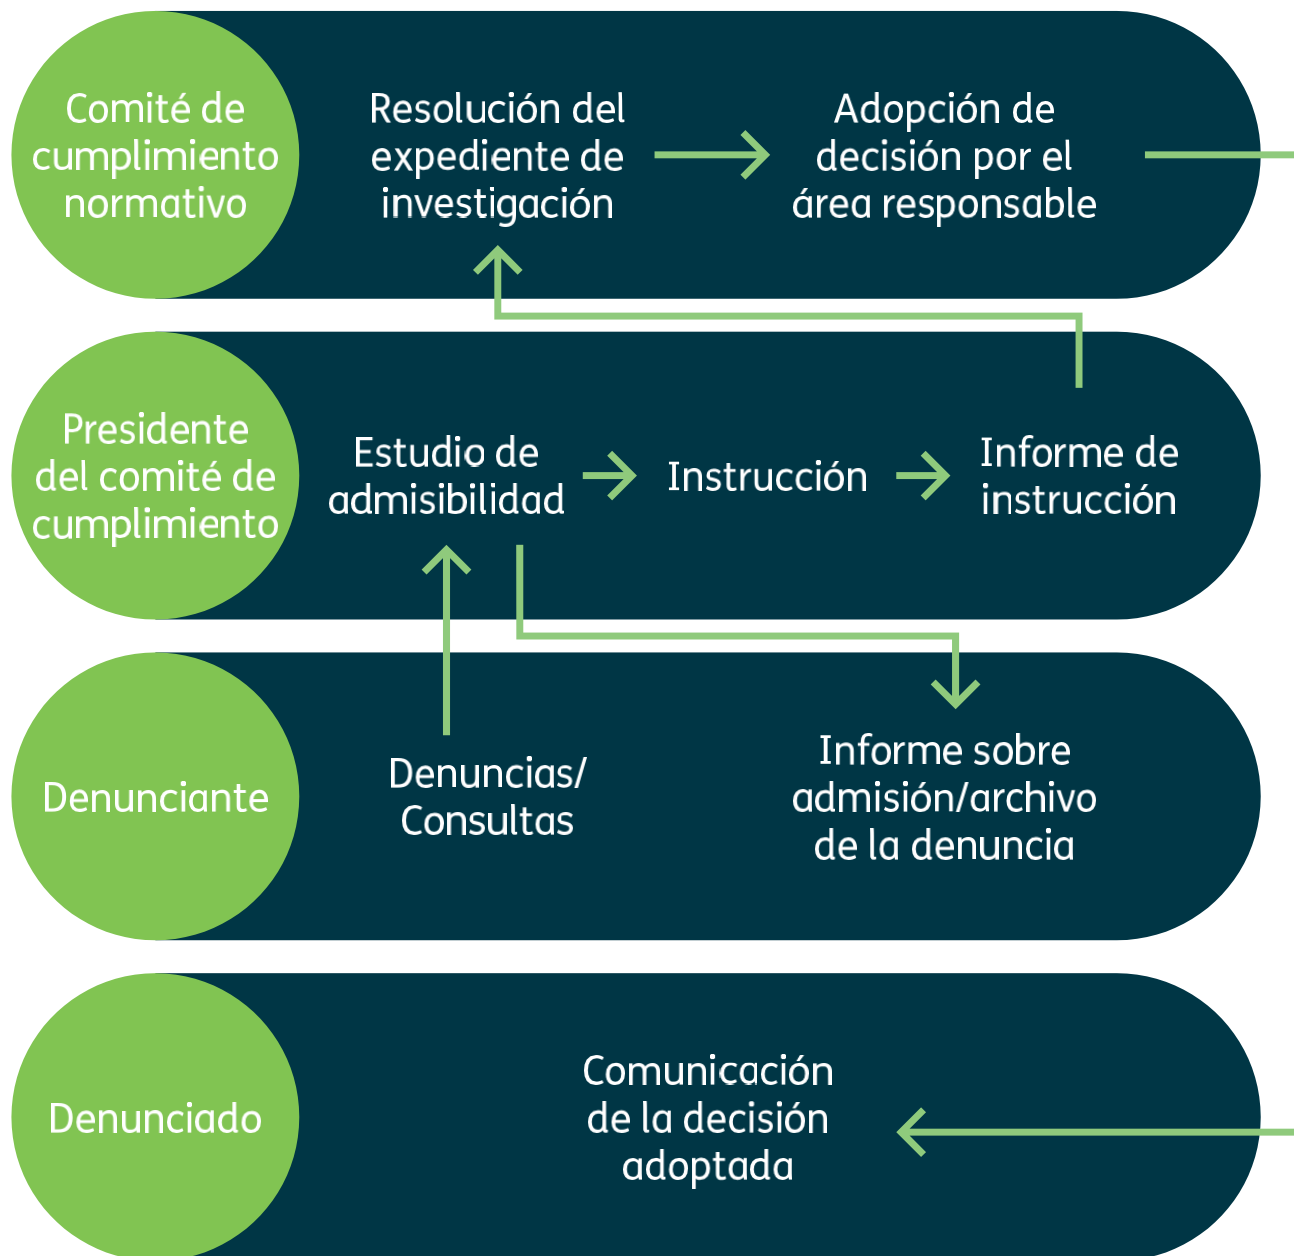 Comité de
cumplimiento
normativo
Resolución del
expediente de
investigación
Adopción de
decisión por el
área responsable
Presidente
del comité de
cumplimiento
Estudio de
admisibilidad
Instrucción
Informe de
instrucción
Denunciante
Denuncias/
Consultas
Informe sobre
admisión/archivo
de la denuncia
Denunciado
Comunicación
de la decisión
adoptada